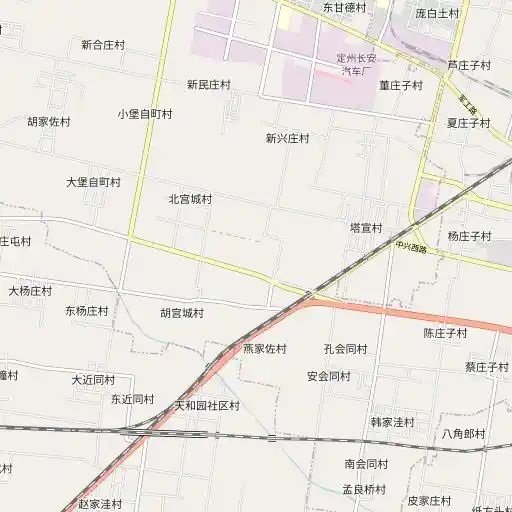 东甘德村
庞白土村
新合庄村
定州长安
汽车厂
芦庄子村
新民庄村
董庄子村
军工路
小堡自町村
胡家佐村
夏庄子村
新兴庄村
大堡自町村
北宫城村
塔宣村
杨庄子村
庄屯村
中兴西路
大杨庄村
东杨庄村
胡宫城村
陈庄子村
燕家佐村
孔会同村
蔡庄子村
大近同村
安会同村
东近同村
天和园社区村
韩家洼村
八角郎村
南会同村
孟良桥村
赵家洼村
皮家庄村